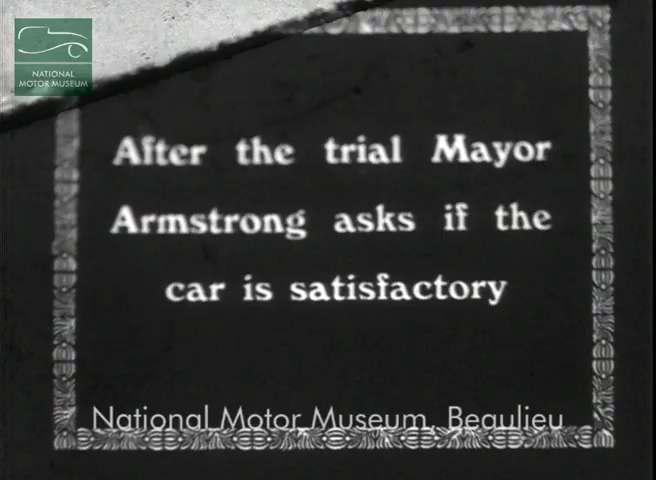 NATIONAL
MOTOR MUSEUM
After the trial Mayor
Armstrong asks if the
car is satisfactory
National Motor Museum, Beaulieu